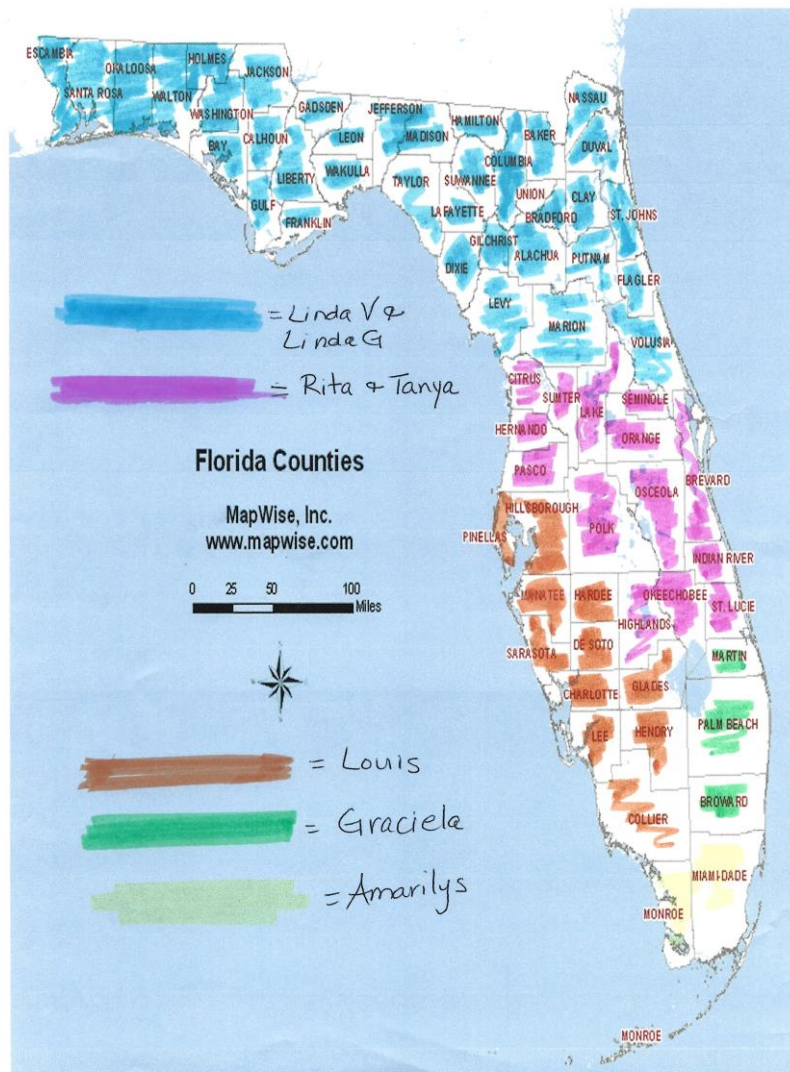 ESCAMBIA
OKALOOSA
HOLMES
JACKSON
SANTA ROSA
WALTON
WASHINGTON
GADSDEN
JEFFERSON
HAMILTON
NASSAU
BAY
CALHOUN
LEON
MADISON
BAKER
DUVAL
LIBERTY
WAKULLA
TAYLOR
SUWANNEE
COLUMBIA
UNION
CLAY
GULF
FRANKLIN
LAFAYETTE
BRADFORD
ST. JOHNS
GILCHRIST
DIXIE
ALACHUA
PUTNAM
FLAGLER
LEVY
MARION
VOLUSIA
= Linda V &
Linda G
= Rita & Tanya
CITRUS
SUMTER
LAKE
SEMINOLE
HERNANDO
ORANGE
PASCO
OSCEOLA
BREVARD
Florida Counties
MapWise, Inc.
www.mapwise.com
HILLSBOROUGH
PINELLAS
POLK
INDIAN RIVER
0 25 50 100
Miles
MANATEE
HARDEE
OKEECHOBEE
ST. LUCIE
HIGHLANDS
SARASOTA
DE SOTO
MARTIN
CHARLOTTE
GLADES
LEE
HENDRY
PALM BEACH
= Louis
= Graciela
= Amarilys
COLLIER
BROWARD
MIAMI-DADE
MONROE
MONROE